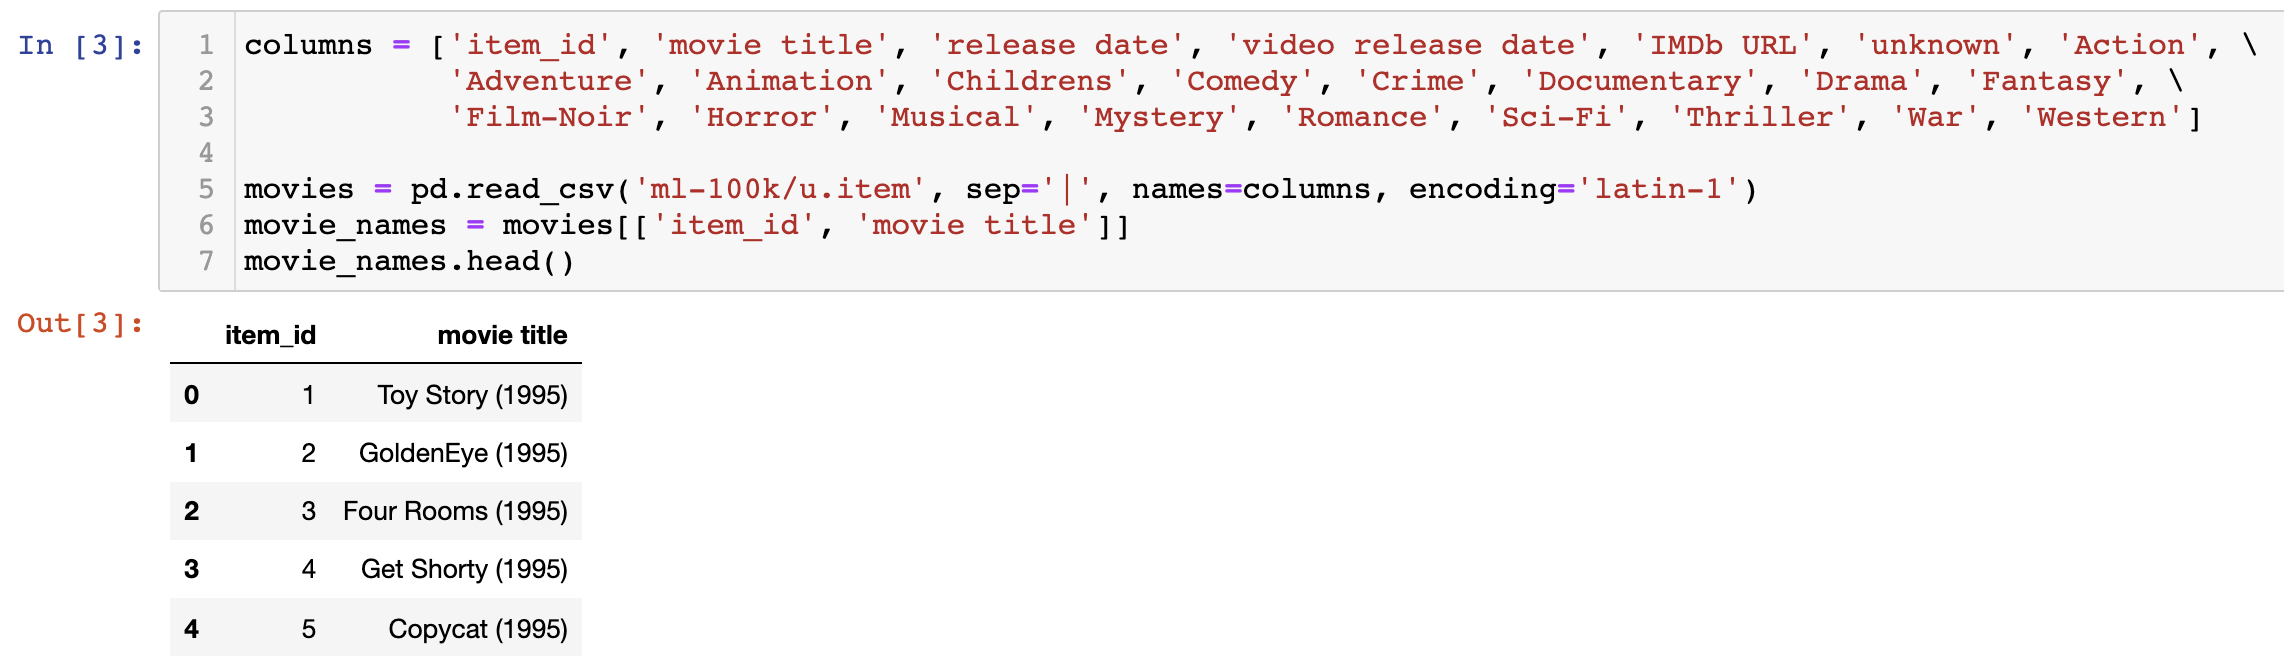 In [3]:
1 columns = ['item_id', 'movie title', 'release date', 'video release date', 'IMDb URL', 'unknown', 'Action', \
2 'Adventure', 'Animation', 'Childrens', 'Comedy', 'Crime', 'Documentary', 'Drama', 'Fantasy', \
3 'Film-Noir', 'Horror', 'Musical', 'Mystery', 'Romance', 'Sci-Fi', 'Thriller', 'War', 'Western']
4
5 movies = pd.read_csv('ml-100k/u.item', sep='|', names=columns, encoding='latin-1')
6 movie_names = movies[['item_id', 'movie title']]
7 movie_names.head()
Out[3]:
item_id movie title
0 1 Toy Story (1995)
1 2 GoldenEye (1995)
2 3 Four Rooms (1995)
3 4 Get Shorty (1995)
4 5 Copycat (1995)